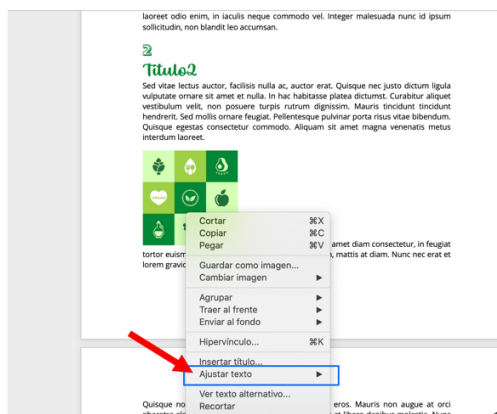 laoreet odio enim, in iaculis neque commodo vel. Integer malesuada nunc id ipsum
sollicitudin, non blandit leo accumsan.
2
Titulo2
Sed vitae lectus auctor, facilisis nulla ac, auctor erat. Quisque nec justo dictum ligula
vulputate ornare sit amet et nulla. In hac habitasse platea dictumst. Curabitur aliquet
vestibulum velit, non posuere turpis rutrum dignissim. Mauris tincidunt tincidunt
hendrerit. Sed mollis ornare feugiat. Pellentesque pulvinar porta risus vitae bibendum.
Quisque egestas consectetur commodo. Aliquam sit amet magna venenatis metus
interdum laoreet.
Cortar ⌘X
Copiar ⌘C
Pegar ⌘V
amet diam consectetur, in feugiat
tortor euism
, mattis at diam. Nunc nec erat et
lorem gravid
Guardar como imagen...
Cambiar imagen
Agrupar
Traer al frente
Enviar al fondo
Hipervínculo... ⌘K
Insertar título...
Ajustar texto
Ver texto alternativo...
Recortar
Quisque no
eros. Mauris non augue at orci